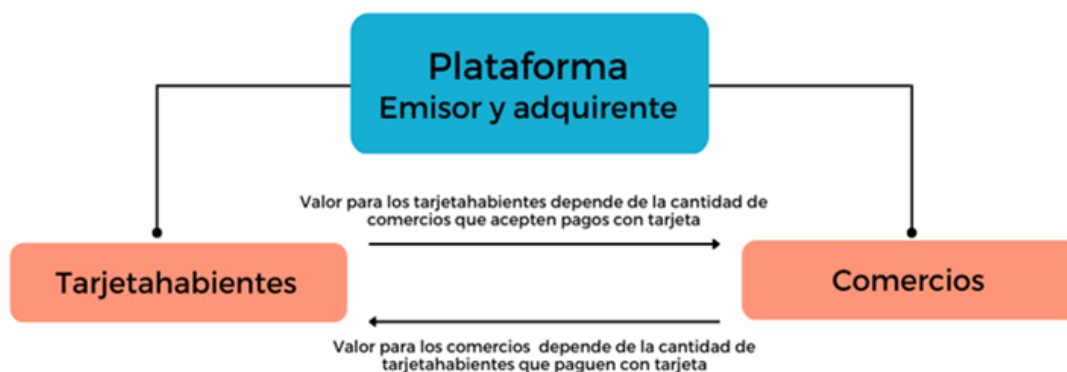 Plataforma
Emisor y adquirente
Valor para los tarjetahabientes depende de la cantidad de
comercios que acepten pagos con tarjeta
Tarjetahabientes
Comercios
Valor para los comercios depende de la cantidad de
tarjetahabientes que paguen con tarjeta